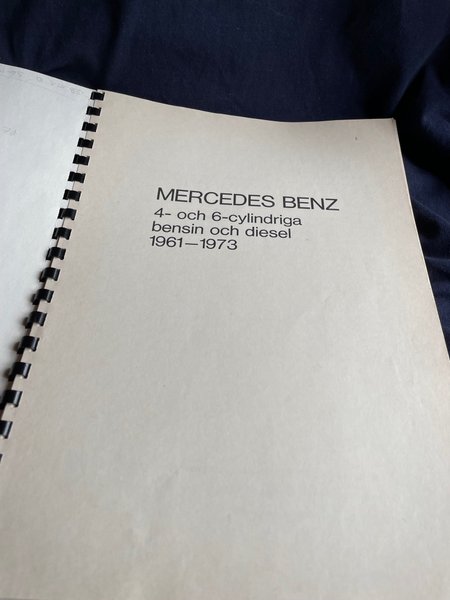 MERCEDES BENZ
4- och 6-cylindriga
bensin och diesel
1961—1973